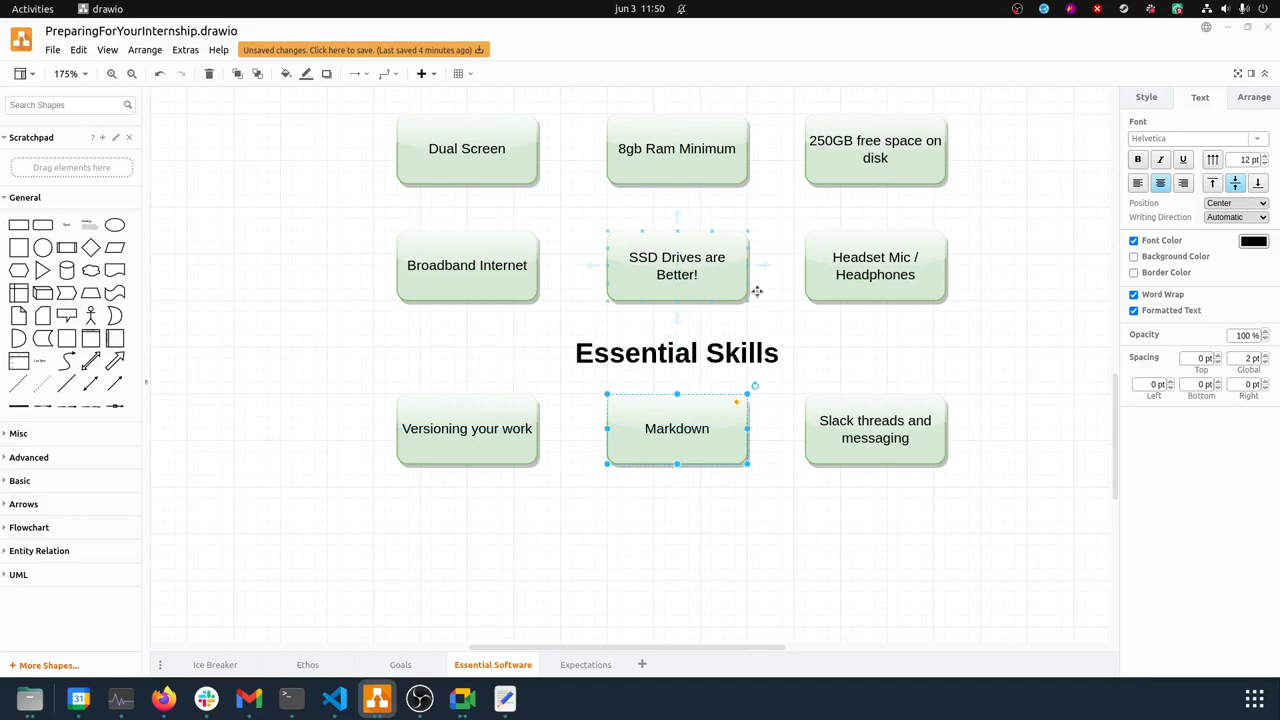 Activities
drawio
jun 3 11:50
PreparingForYourInternship.drawio
File Edit View Arrange Extras Help
Unsaved changes. Click here to save. (Last saved 4 minutes ago)
175%
Search Shapes
Scratchpad
?
Drag elements here
General
Text
Heading
List Item
Misc
Advanced
Basic
Arrows
Flowchart
Entity Relation
UML
+ More Shapes...
Dual Screen
8gb Ram Minimum
250GB free space on
disk
Broadband Internet
SSD Drives are
Better!
Headset Mic /
Headphones
Essential Skills
Versioning your work
Markdown
Slack threads and
messaging
Ice Breaker
Ethos
Goals
Essential Software
Expectations
Style
Text
Arrange
Font
Helvetica
B I U
12 pt
Position
Center
Writing Direction
Automatic
Font Color
Background Color
Border Color
Word Wrap
Formatted Text
Opacity
100 %
Spacing
0 pt
2 pt
Top
Global
0 pt
0 pt
0 pt
Left
Bottom
Right
31